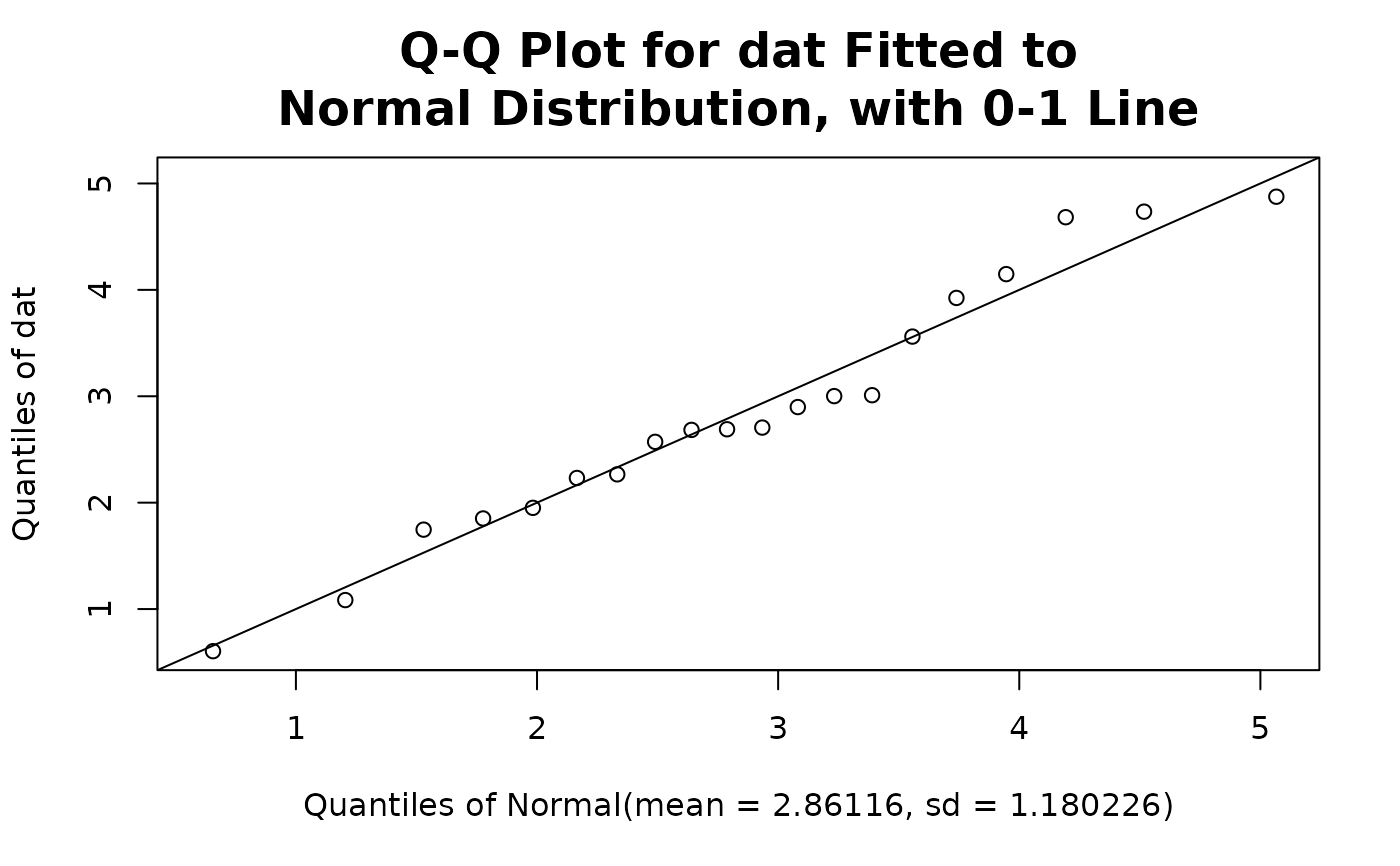 Q-Q Plot for dat Fitted to
Normal Distribution, with 0-1 Line
Quantiles of dat
5
4
3
2
1
1 2 3 4 5
Quantiles of Normal(mean = 2.86116, sd = 1.180226)